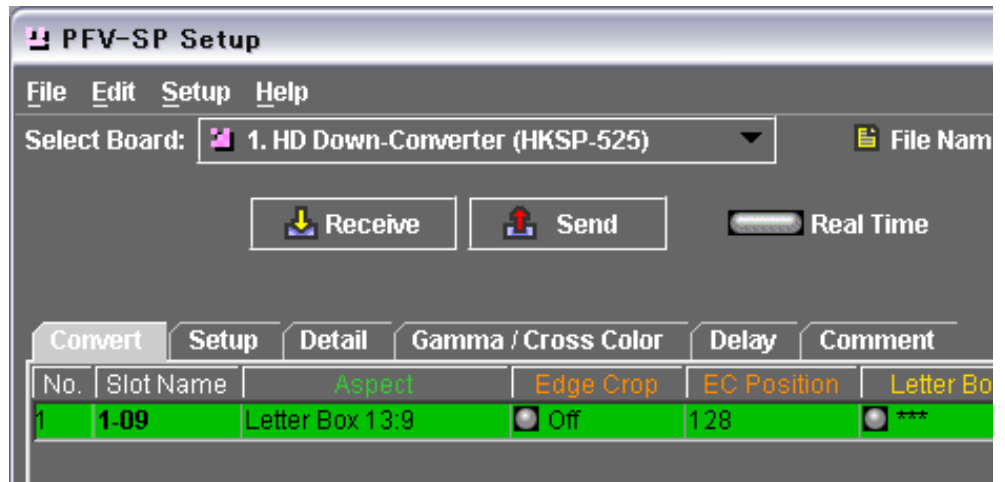 PFV-SP Setup
File Edit Setup Help
Select Board: 1. HD Down-Converter (HKSP-525) File Nam
Receive Send Real Time
Convert Setup Detail Gamma / Cross Color Delay Comment
No. Slot Name Aspect Edge Crop EC Position Letter Bo
1 1-09 Letter Box 13:9 Off 128 ***